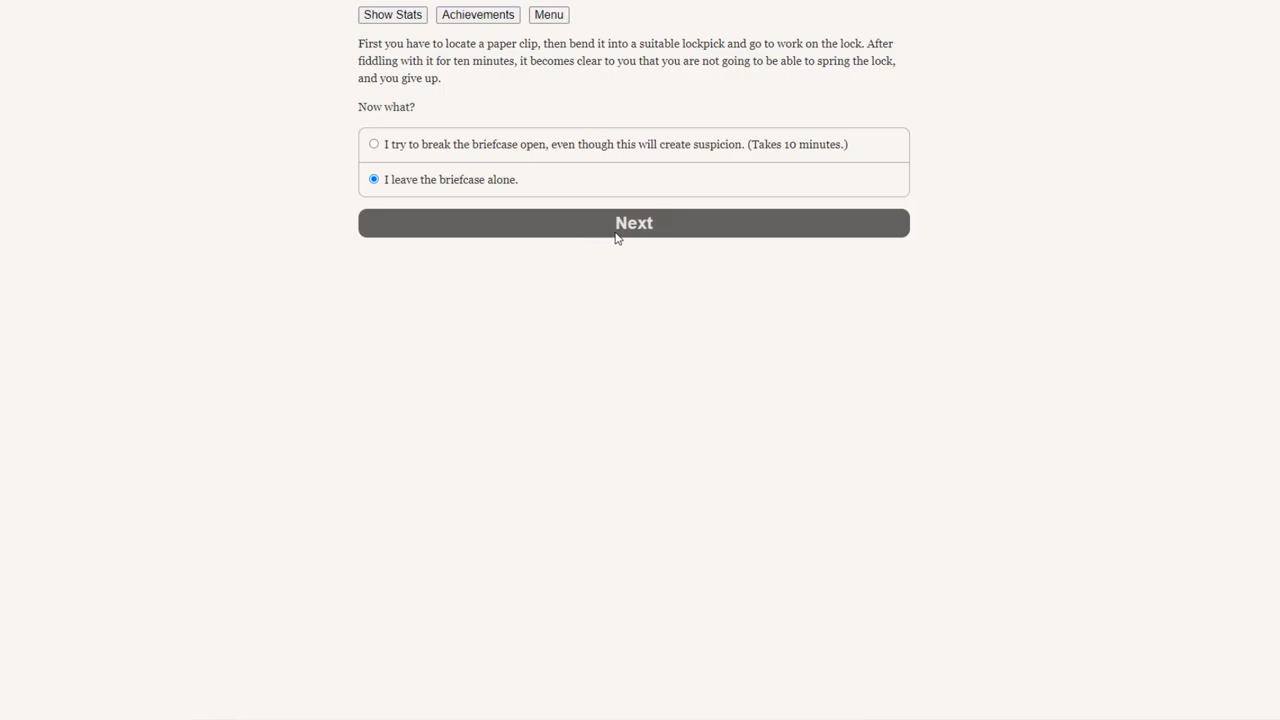 Show Stats Achievements Menu
First you have to locate a paper clip, then bend it into a suitable lockpick and go to work on the lock. After
fiddling with it for ten minutes, it becomes clear to you that you are not going to be able to spring the lock,
and you give up.
Now what?
I try to break the briefcase open, even though this will create suspicion. (Takes 10 minutes.)
I leave the briefcase alone.
Next